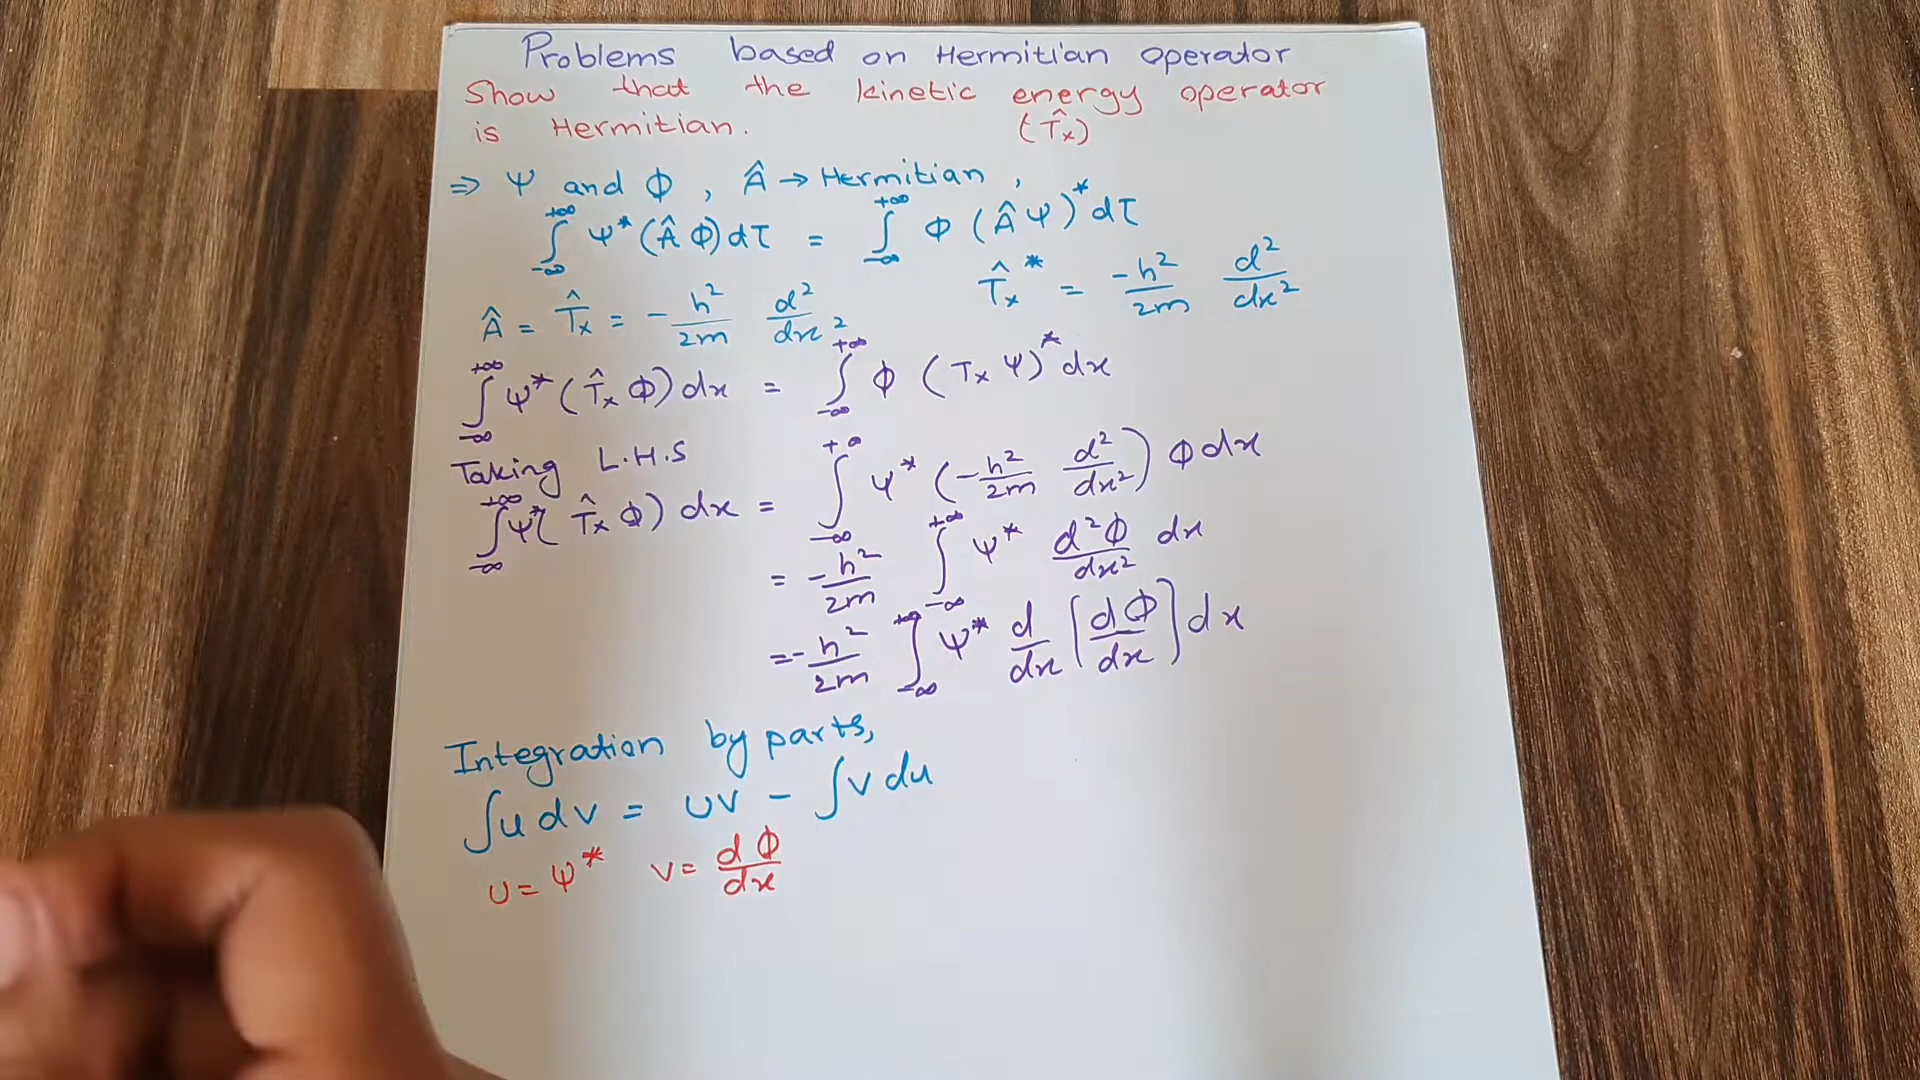 Problems based on Hermitian operator
Show that the kinetic energy operator
is Hermitian. (T̂x)
⇒ Ψ and Φ, Â → Hermitian,
∫₋∞^+∞ Ψ* (Â Φ) dτ = ∫₋∞^+∞ Φ (Â Ψ)* dτ
Â = T̂x = - h²/2m d²/dx² T̂x* = -h²/2m d²/dx²
∫₋∞^+∞ Ψ* (T̂x Φ) dx = ∫₋∞^+∞ Φ (Tx Ψ)* dx
Taking L.H.S
∫₋∞^+∞ Ψ* (T̂x Φ) dx = ∫₋∞^+∞ Ψ* (-h²/2m d²/dx²) Φ dx
= -h²/2m ∫₋∞^+∞ Ψ* d²Φ/dx² dx
= -h²/2m ∫₋∞^+∞ Ψ* d/dx [dΦ/dx] dx
Integration by parts,
∫u dv = uv - ∫v du
u = Ψ* v = dΦ/dx